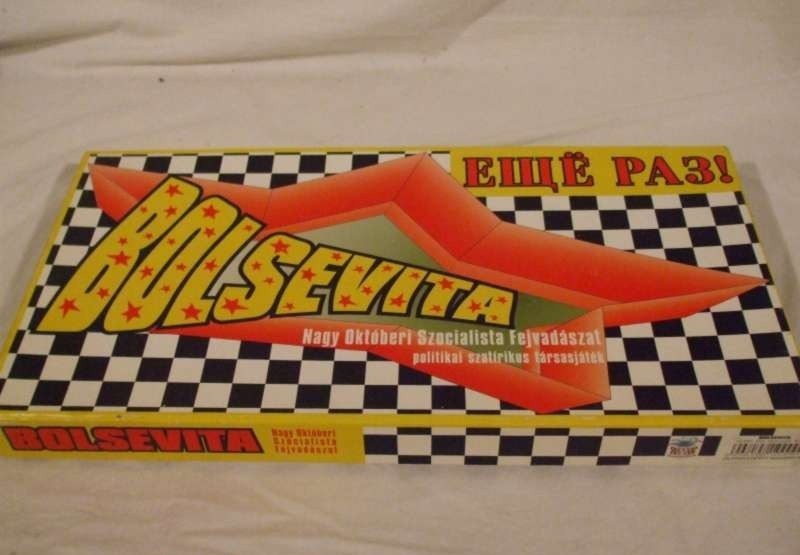 ЕЩЁ РАЗ!
BOLSEVITA
Nagy Októberi Szocialista Fejvadászat
politikai szatirikus társasjáték
BOLSEVITA
Nagy Októberi
Szocialista
Fejvadászat